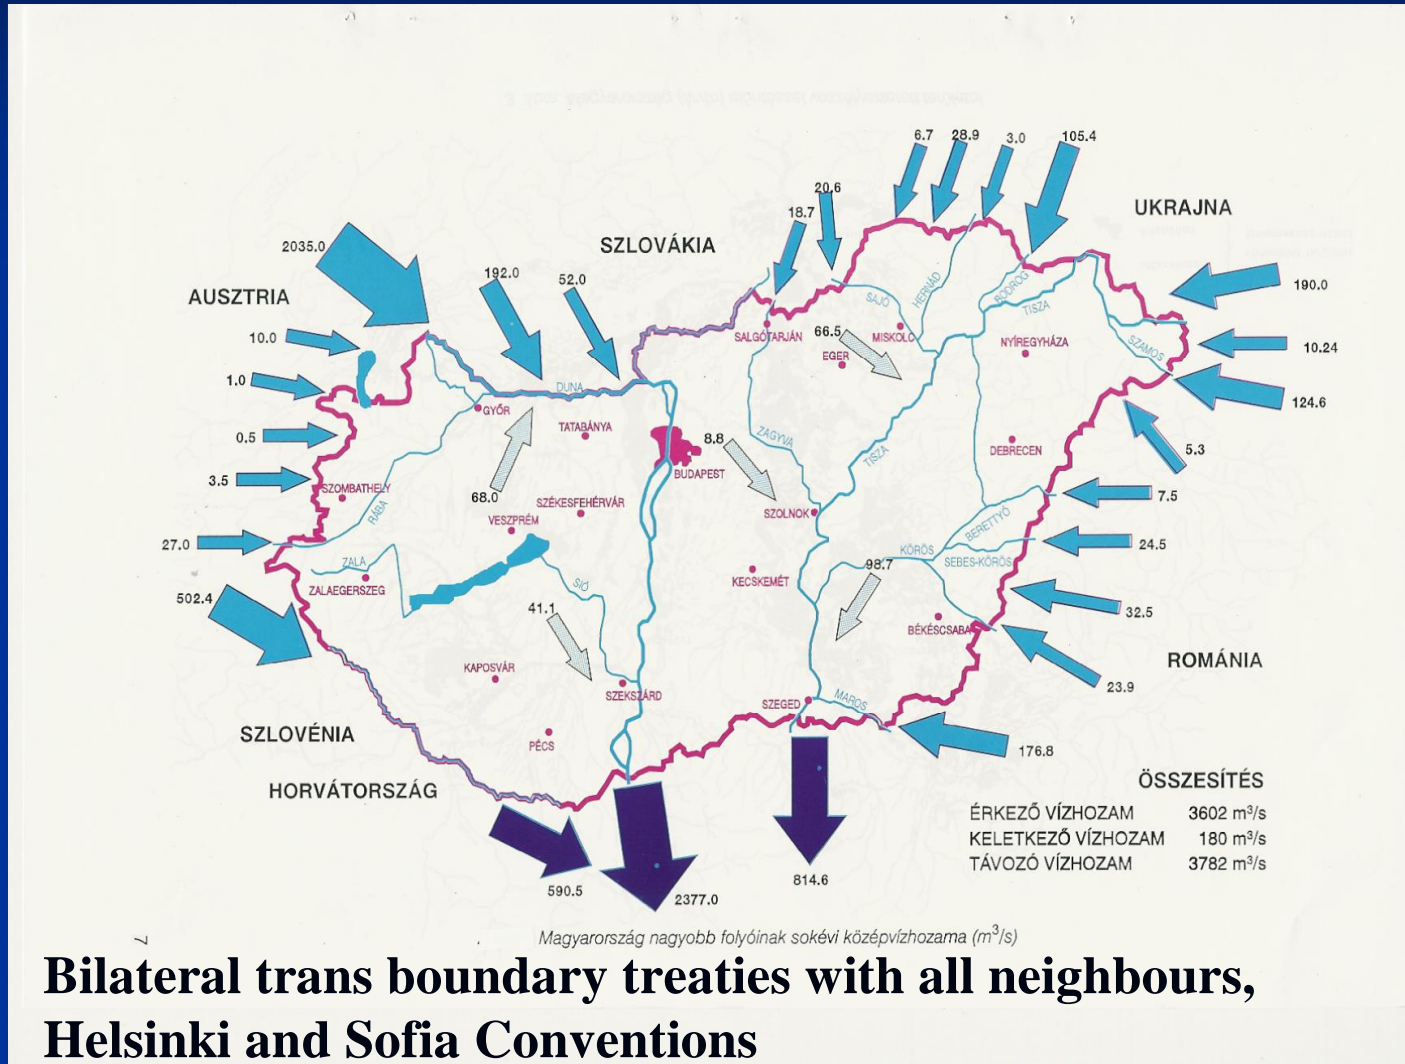 6.7
28.9
3.0
105.4
20.6
18.7
UKRAJNA
SZLOVÁKIA
2035.0
192.0
52.0
190.0
AUSZTRIA
10.0
1.0
0.5
3.5
27.0
502.4
SAJÓ
HERNÁD
BODROG
TISZA
SZAMOS
SALGÓTARJÁN
66.5
MISKOLC
EGER
NYÍREGYHÁZA
10.24
124.6
DUNA
GYŐR
TATABÁNYA
8.8
BUDAPEST
ZAGYVA
TISZA
DEBRECEN
5.3
7.5
SZOMBATHELY
RÁBA
68.0
SZÉKESFEHÉRVÁR
VESZPRÉM
SZOLNOK
BERETTYÓ
24.5
KÖRÖS
SEBES-KÖRÖS
ZALA
ZALAEGERSZEG
SIÓ
KECSKEMÉT
98.7
32.5
41.1
BÉKÉSCSABA
ROMÁNIA
KAPOSVÁR
SZEKSZÁRD
23.9
SZEGED
MAROS
SZLOVÉNIA
PÉCS
176.8
HORVÁTORSZÁG
ÖSSZESÍTÉS
ÉRKEZŐ VÍZHOZAM 3602 m³/s
KELETKEZŐ VÍZHOZAM 180 m³/s
TÁVOZÓ VÍZHOZAM 3782 m³/s
590.5
2377.0
814.6
7
Magyarország nagyobb folyóinak sokévi középvízhozama (m³/s)
Bilateral trans boundary treaties with all neighbours,
Helsinki and Sofia Conventions